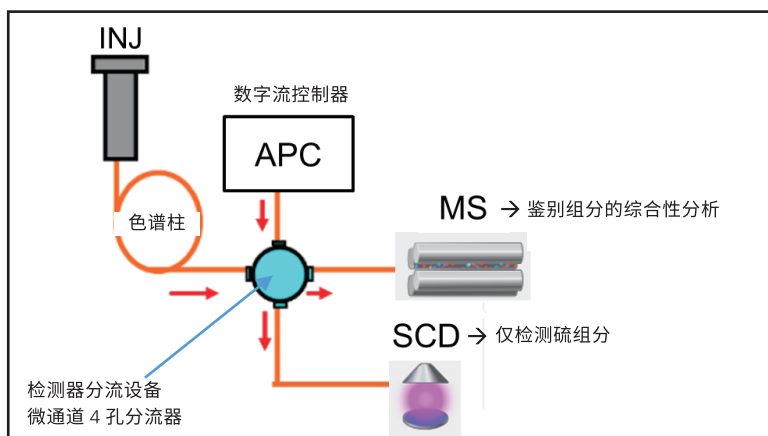 INJ
数字流控制器
APC
色谱柱
MS → 鉴别组分的综合性分析
SCD → 仅检测硫组分
检测器分流设备
微通道 4 孔分流器